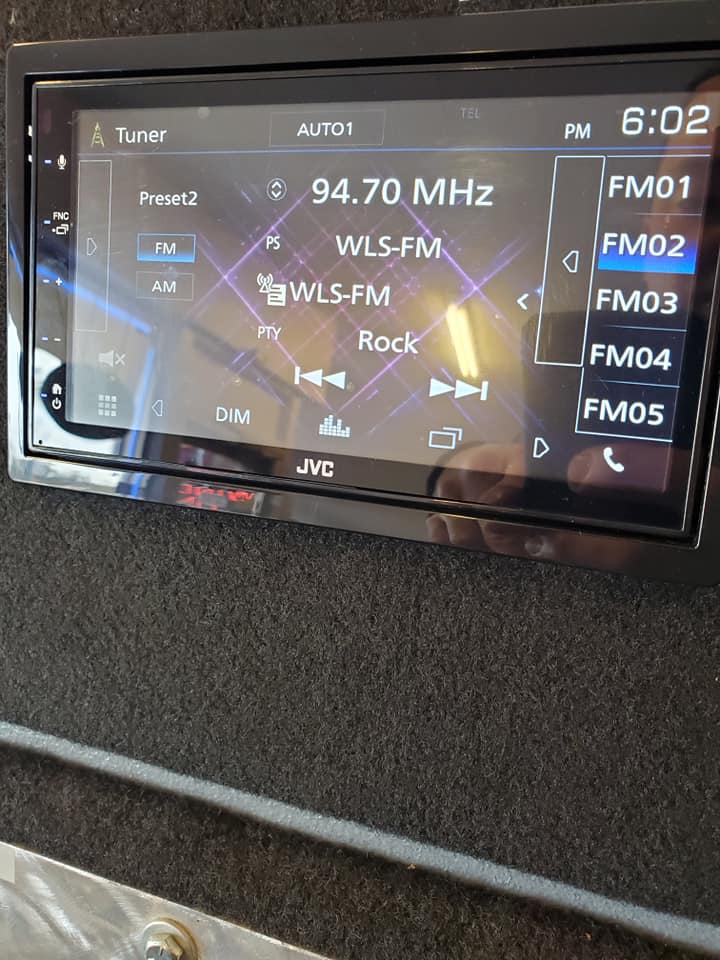 Tuner
AUTO1
TEL
PM 6:02
Preset2
94.70 MHz
FM01
FNC
FM
PS
WLS-FM
FM02
AM
WLS-FM
FM03
PTY
Rock
FM04
DIM
FM05
JVC